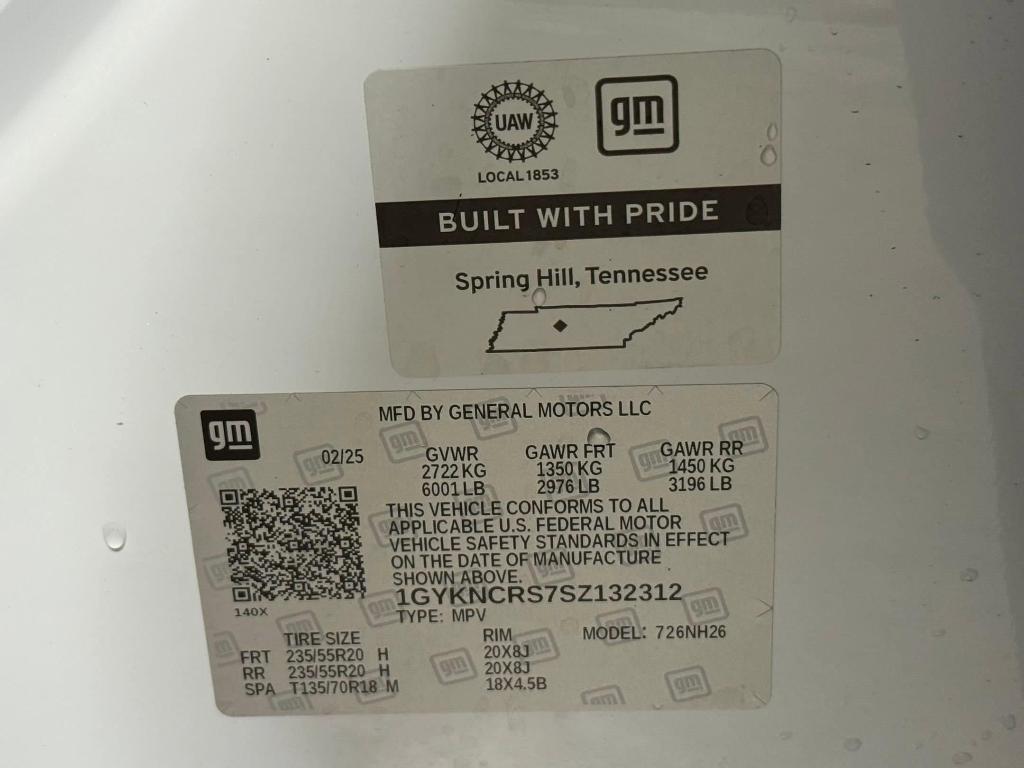 UAW
gm
LOCAL 1853
BUILT WITH PRIDE
Spring Hill, Tennessee
gm
MFD BY GENERAL MOTORS LLC
02/25 GVWR GAWR FRT GAWR RR
2722 KG 1350 KG 1450 KG
6001 LB 2976 LB 3196 LB
THIS VEHICLE CONFORMS TO ALL
APPLICABLE U.S. FEDERAL MOTOR
VEHICLE SAFETY STANDARDS IN EFFECT
ON THE DATE OF MANUFACTURE
SHOWN ABOVE.
1GYKNCRS7SZ132312
140X
TYPE: MPV
TIRE SIZE RIM MODEL: 726NH26
FRT 235/55R20 H 20X8J
RR 235/55R20 H 20X8J
SPA T135/70R18 M 18X4.5B